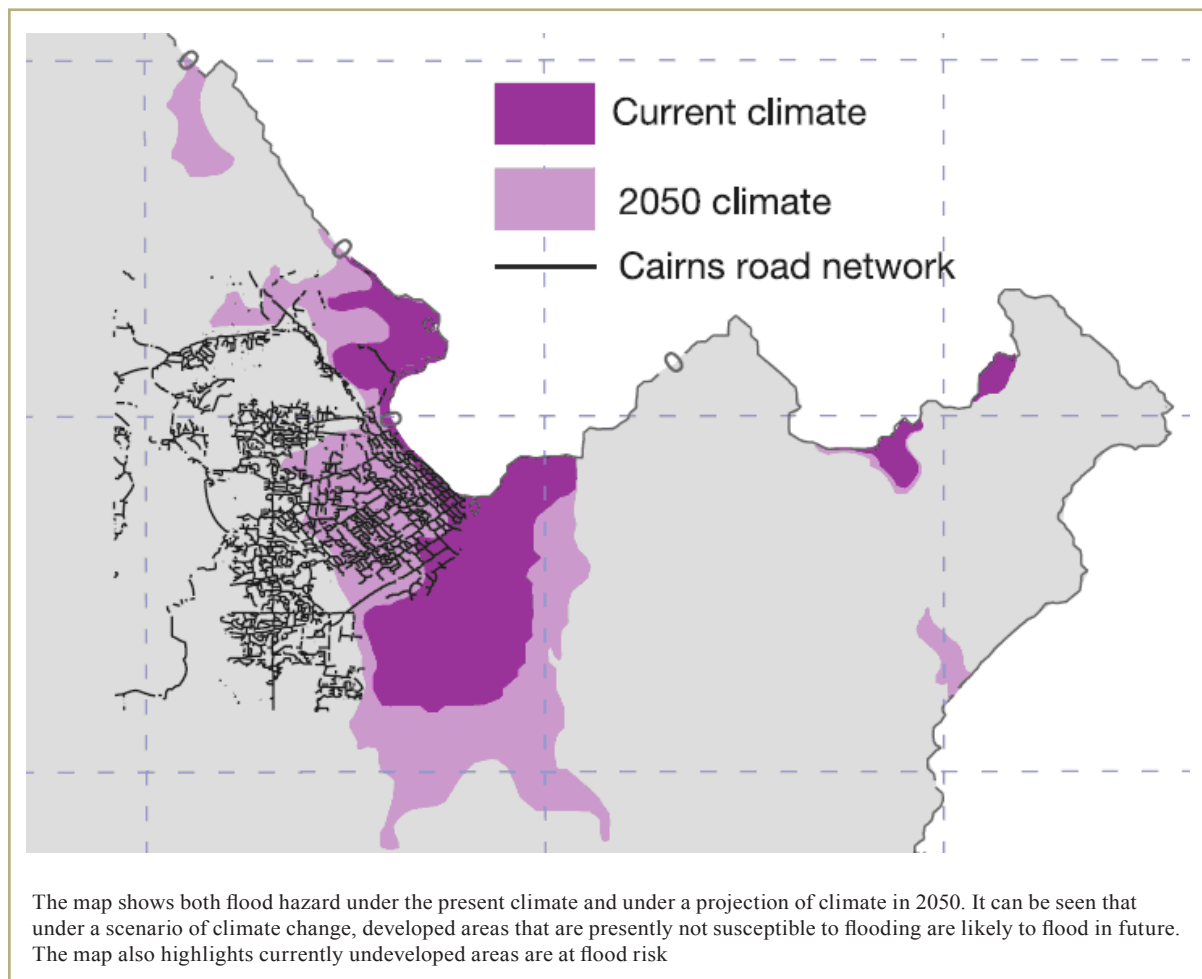 Current climate
2050 climate
Cairns road network
The map shows both flood hazard under the present climate and under a projection of climate in 2050. It can be seen that
under a scenario of climate change, developed areas that are presently not susceptible to flooding are likely to flood in future.
The map also highlights currently undeveloped areas are at flood risk